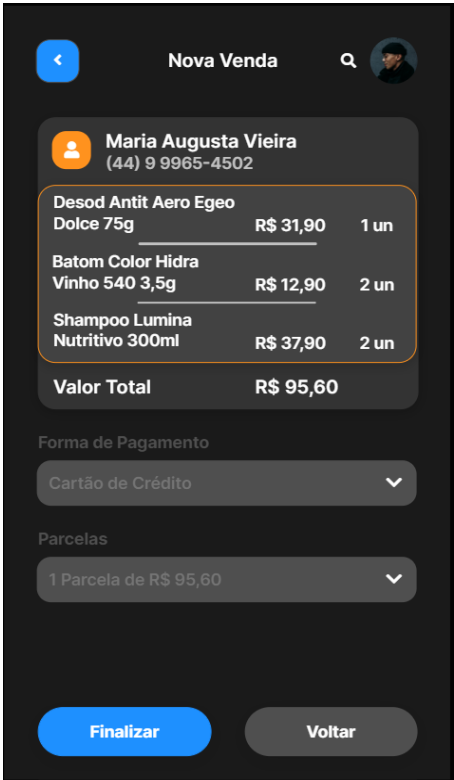 Nova Venda
Maria Augusta Vieira
(44) 9 9965-4502
Desod Antit Aero Egeo
Dolce 75g R$ 31,90 1 un
Batom Color Hidra
Vinho 540 3,5g R$ 12,90 2 un
Shampoo Lumina
Nutritivo 300ml R$ 37,90 2 un
Valor Total R$ 95,60
Forma de Pagamento
Cartão de Crédito
Parcelas
1 Parcela de R$ 95,60
Finalizar Voltar